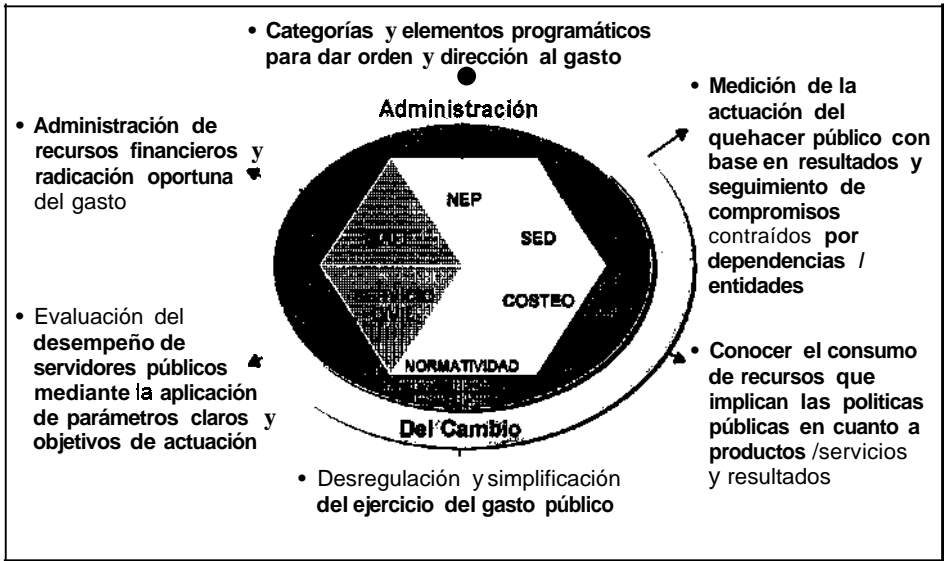 • Categorías y elementos programáticos
para dar orden y dirección al gasto
Administración
• Administración de
recursos financieros y
radicación oportuna
del gasto
• Medición de la
actuación del
quehacer público con
base en resultados y
seguimiento de
compromisos
contraídos por
dependencias /
entidades
NEP
SED
COSTEO
CIVIL
NORMATIVIDAD
• Evaluación del
desempeño de
servidores públicos
mediante la aplicación
de parámetros claros y
objetivos de actuación
• Conocer el consumo
de recursos que
implican las politicas
públicas en cuanto a
productos /servicios
y resultados
Del Cambio
• Desregulación y simplificación
del ejercicio del gasto público